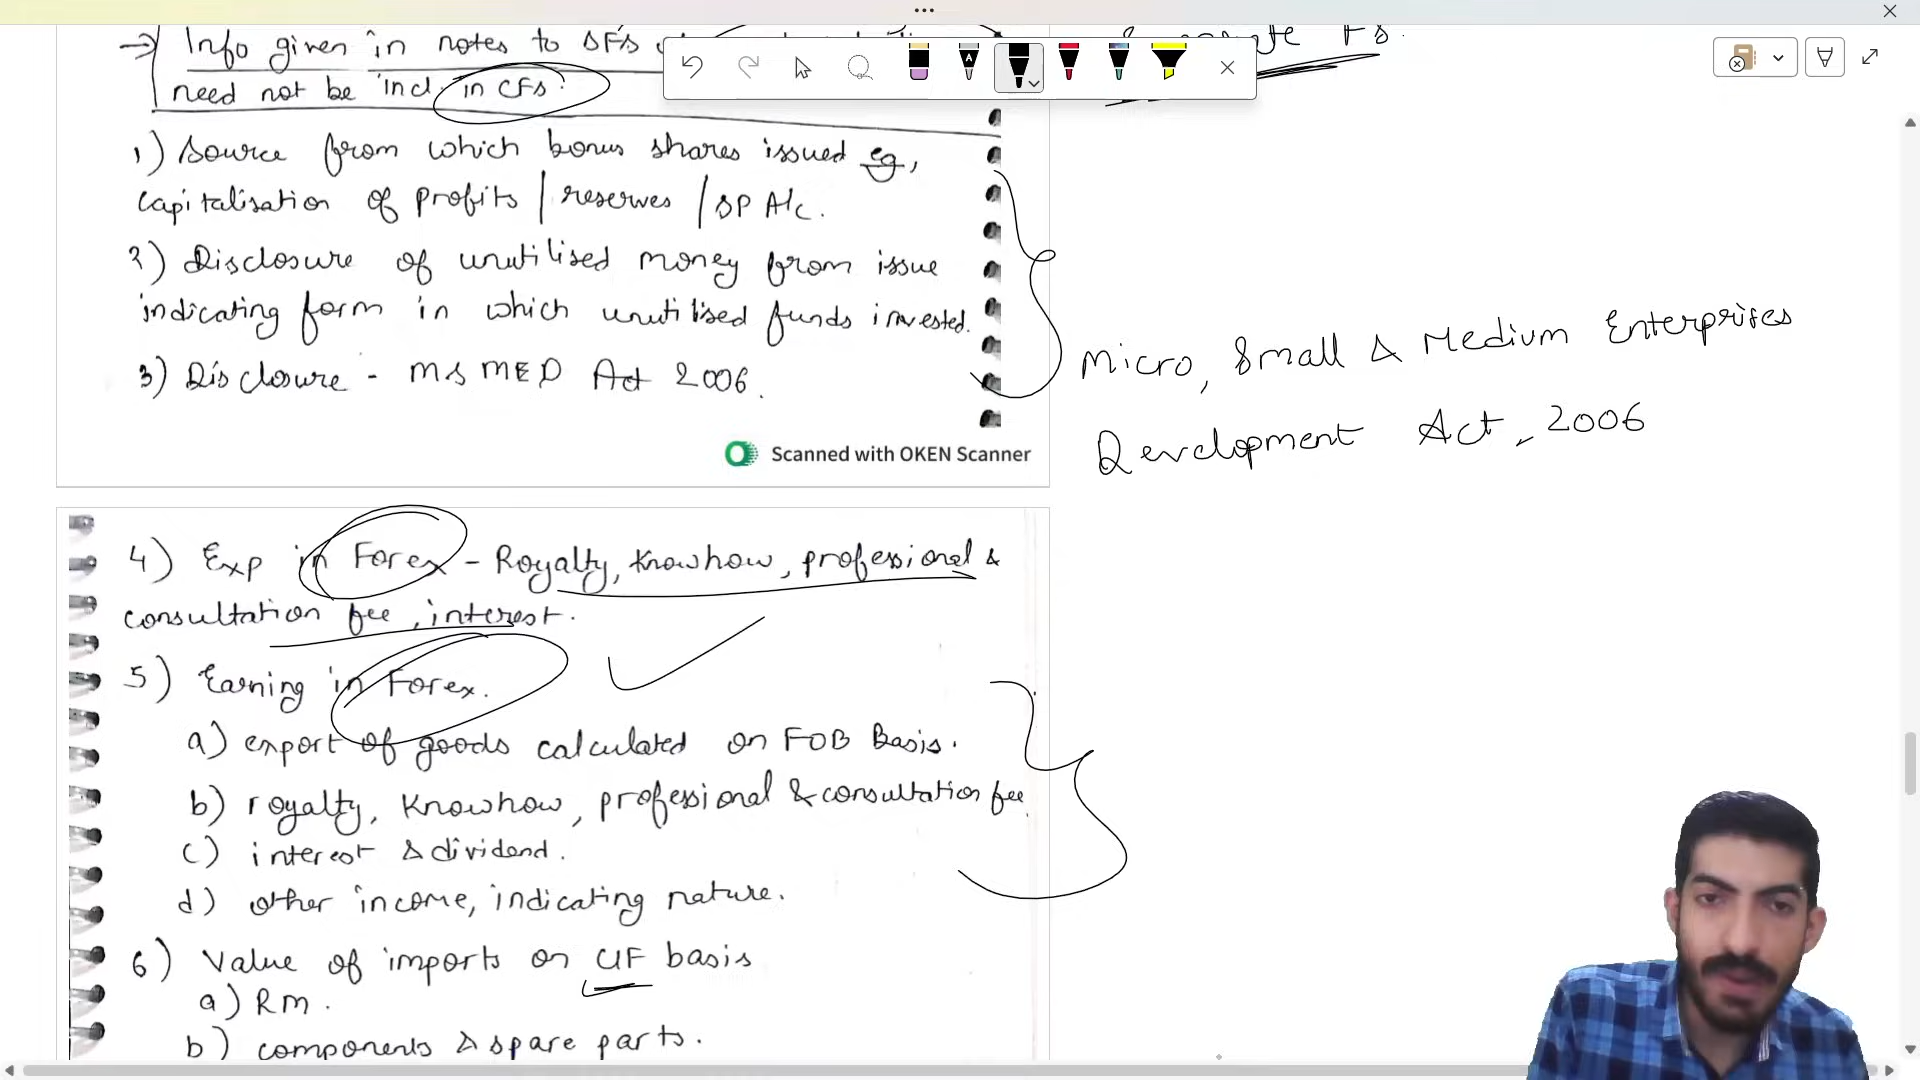 → Info given in notes to SFs
need not be incl. in CFs.
1) Source from which bonus shares issued eg,
capitalisation of profits / reserves / SP A/c.
2) Disclosure of unutilised money from issue
indicating form in which unutilised funds invested.
3) Disclosure - MSMED Act 2006.
Scanned with OKEN Scanner
FS.
Micro, Small & Medium Enterprises
Development Act, 2006
4) Exp in Forex - Royalty, Knowhow, professional &
consultation fee, interest.
5) Earning in Forex.
a) export of goods calculated on FOB Basis.
b) royalty, Knowhow, professional & consultation fee.
c) interest & dividend.
d) other income, indicating nature.
6) Value of imports on CIF basis
a) RM.
b) components & spare parts.